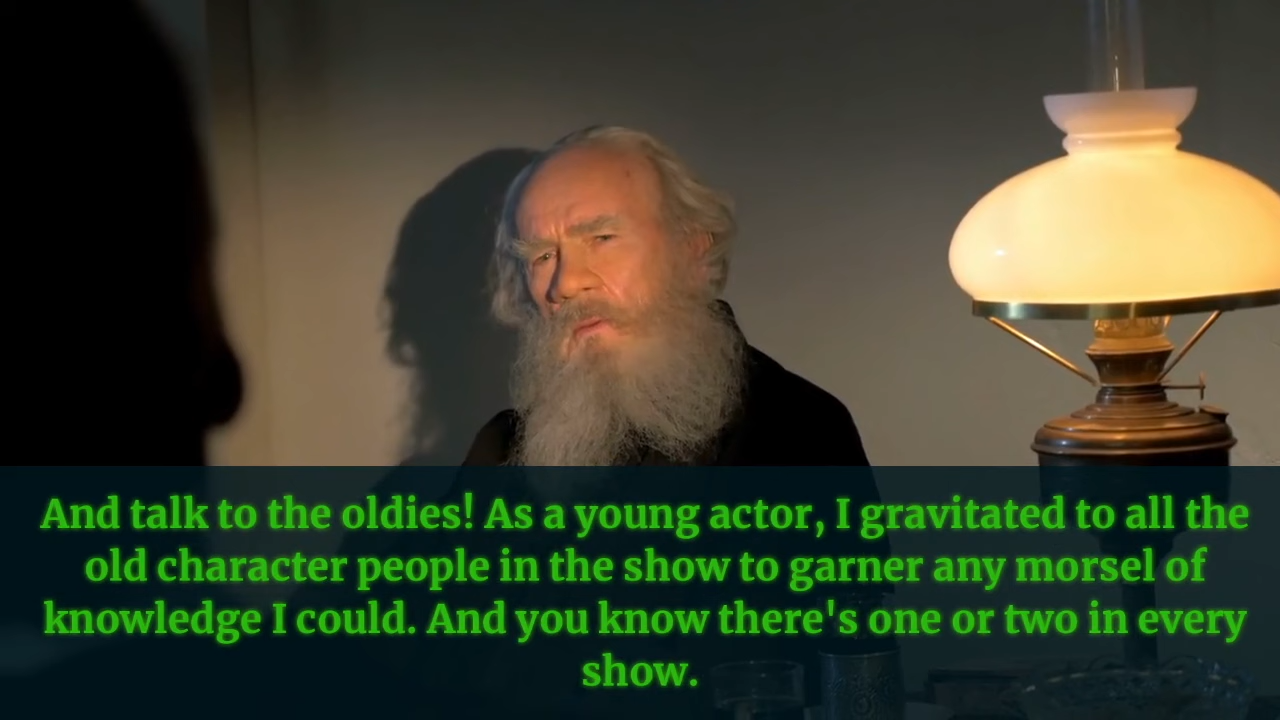 And talk to the oldies! As a young actor, I gravitated to all the
old character people in the show to garner any morsel of
knowledge I could. And you know there's one or two in every
show.